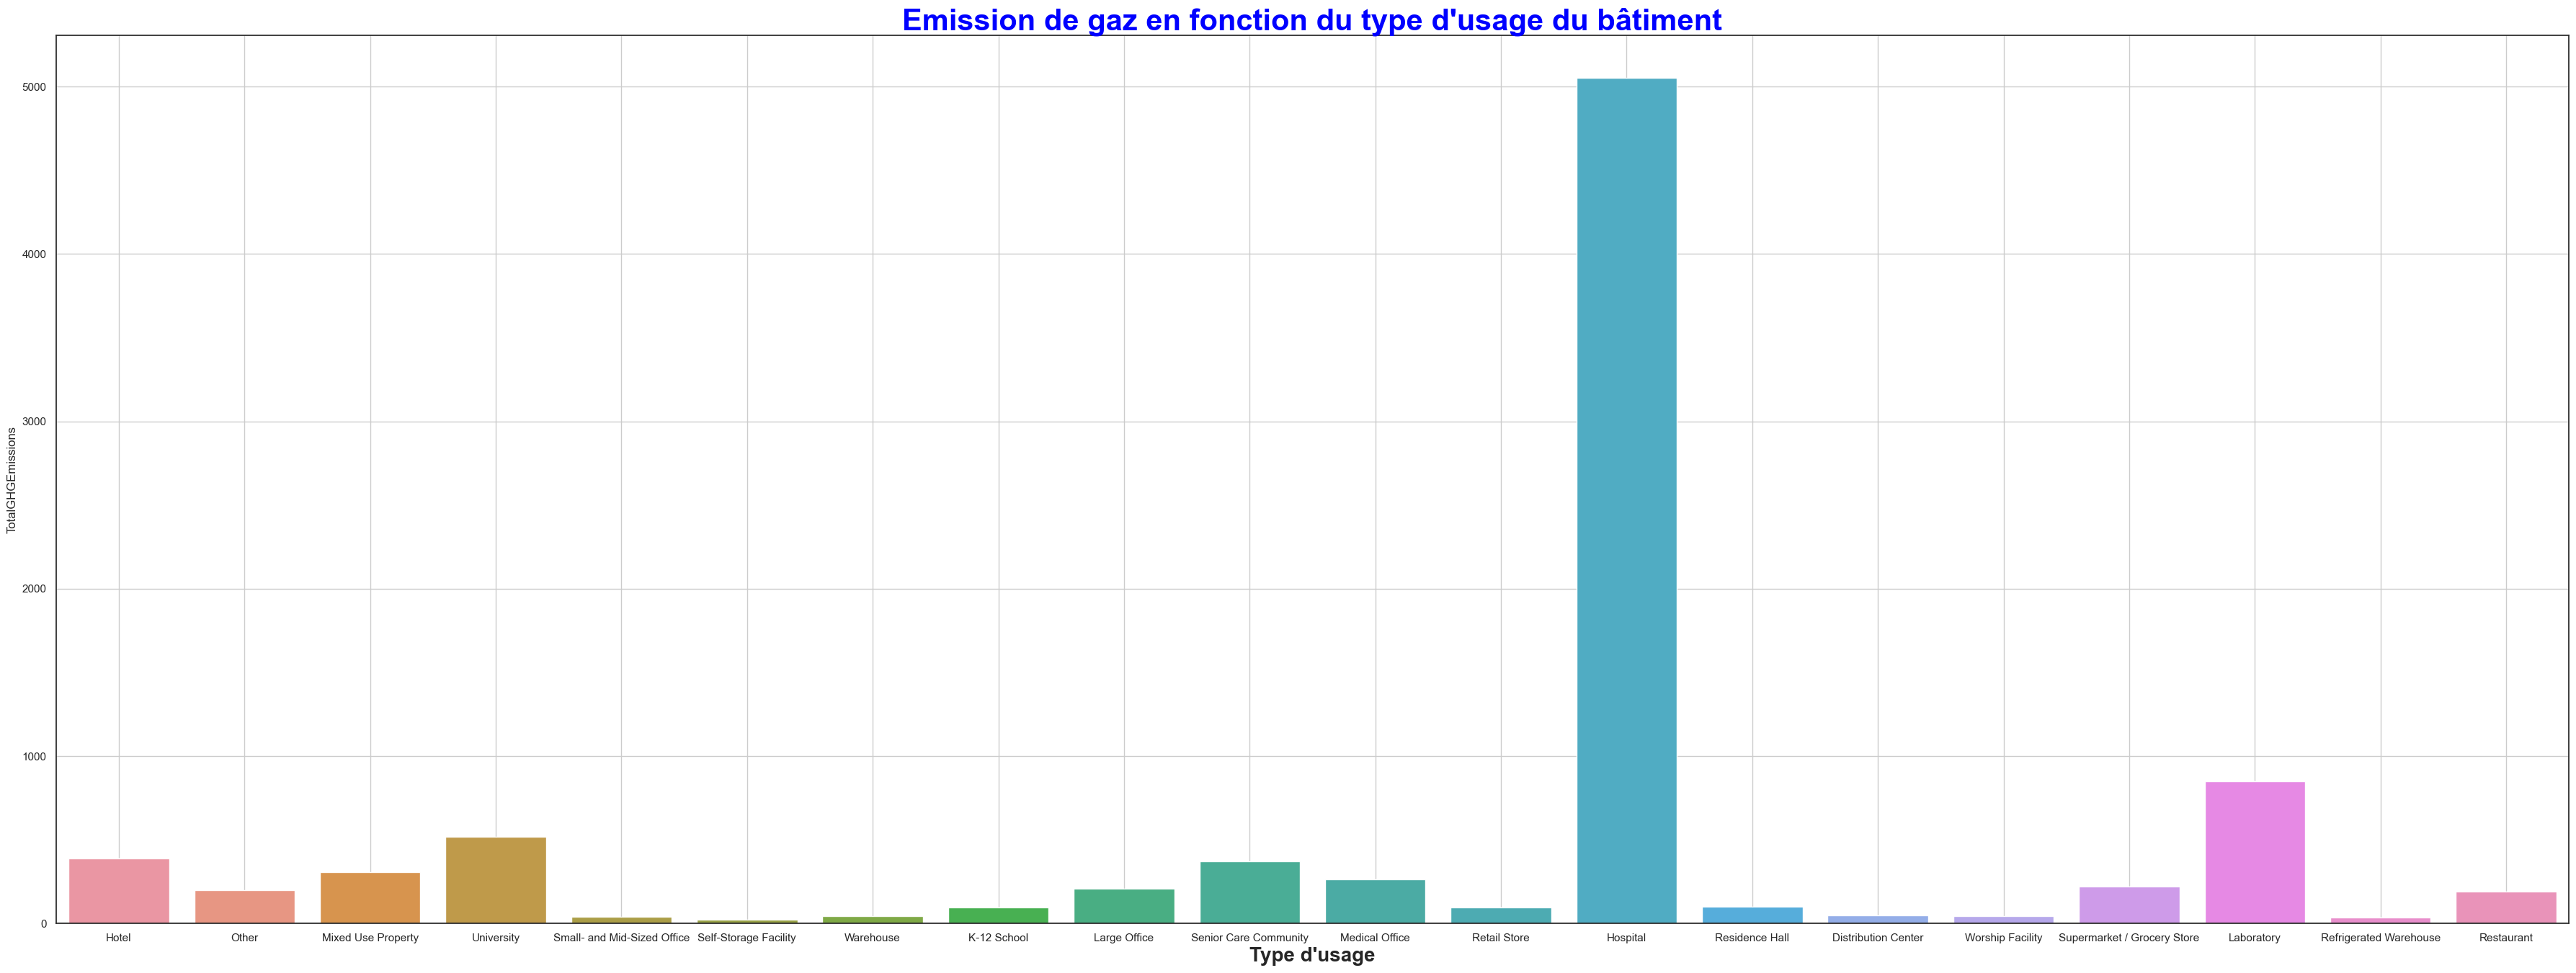 Emission de gaz en fonction du type d'usage du bâtiment
TotalGHGEmissions
5000
4000
3000
2000
1000
0
Hotel Other Mixed Use Property University Small- and Mid-Sized Office Self-Storage Facility Warehouse K-12 School Large Office Senior Care Community Medical Office Retail Store Hospital Residence Hall Distribution Center Worship Facility Supermarket / Grocery Store Laboratory Refrigerated Warehouse Restaurant
Type d'usage